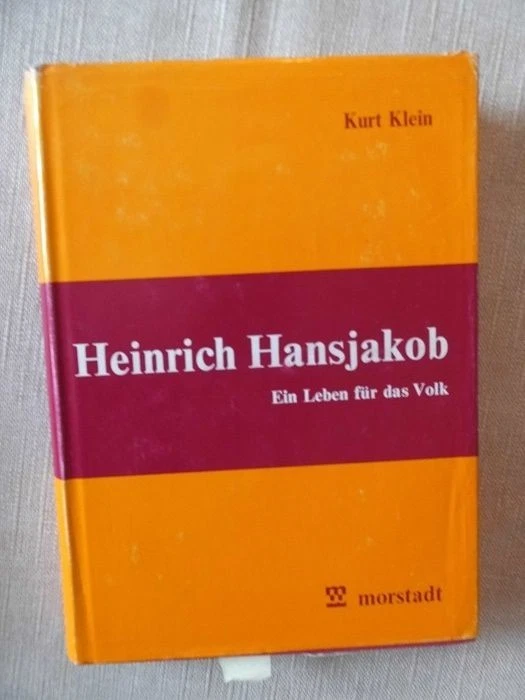 Kurt Klein
Heinrich Hansjakob
Ein Leben für das Volk
morstadt